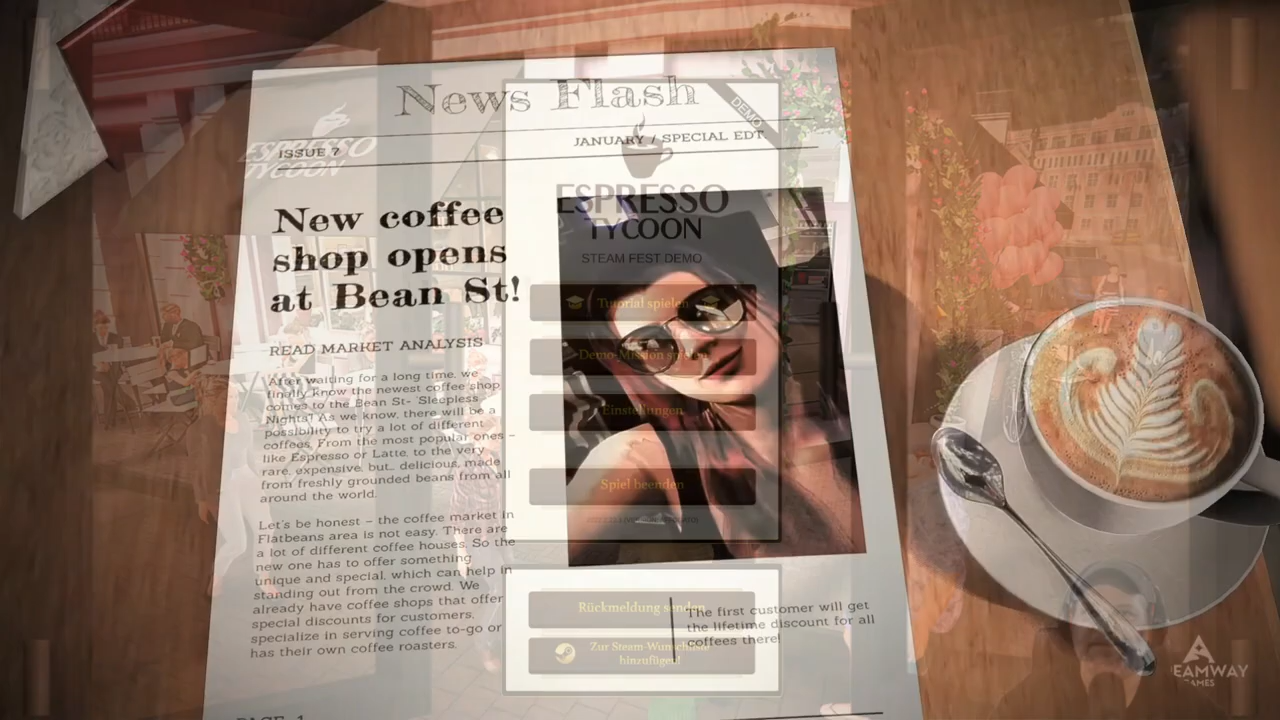 News Flash
DEMO
ISSUE 7
JANUARY / SPECIAL EDT
ESPRESSO
TYCOON
ESPRESSO
TYCOON
STEAM FEST DEMO
New coffee
shop opens
at Bean St!
READ MARKET ANALYSIS
After waiting for a long time, we
finally know the newest coffee shop
comes to the Bean St- "Sleepless
Nights". As we know, there will be a
possibility to try a lot of different
coffees. From the most popular ones -
like Espresso or Latte, to the very
rare, expensive, but... delicious, made
from freshly grounded beans from all
around the world.
Let's be honest - the coffee market in
Flatbeans area is not easy. There are
a lot of different coffee houses. So the
new one has to offer something
unique and special, which can help in
standing out from the crowd. We
already have coffee shops that offer
special discounts for customers,
specialize in serving coffee to-go or
has their own coffee roasters.
Tutorial spielen
Demo-Mission spielen
Einstellungen
Spiel beenden
Rückmeldung senden
Zur Steam-Wunschliste
hinzufügen!
The first customer will get
the lifetime discount for all
coffees there!
PAGE 1
EAMWAY
GAMES